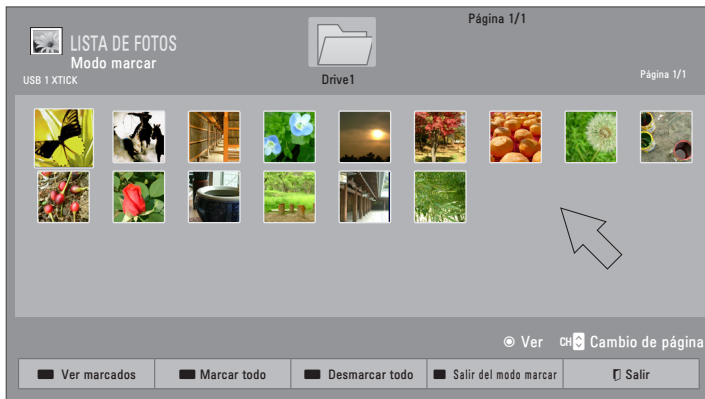 Página 1/1
LISTA DE FOTOS
Modo marcar
USB 1 XTICK
Drive1
Página 1/1
Ver CH Cambio de página
Ver marcados
Marcar todo
Desmarcar todo
Salir del modo marcar
Salir